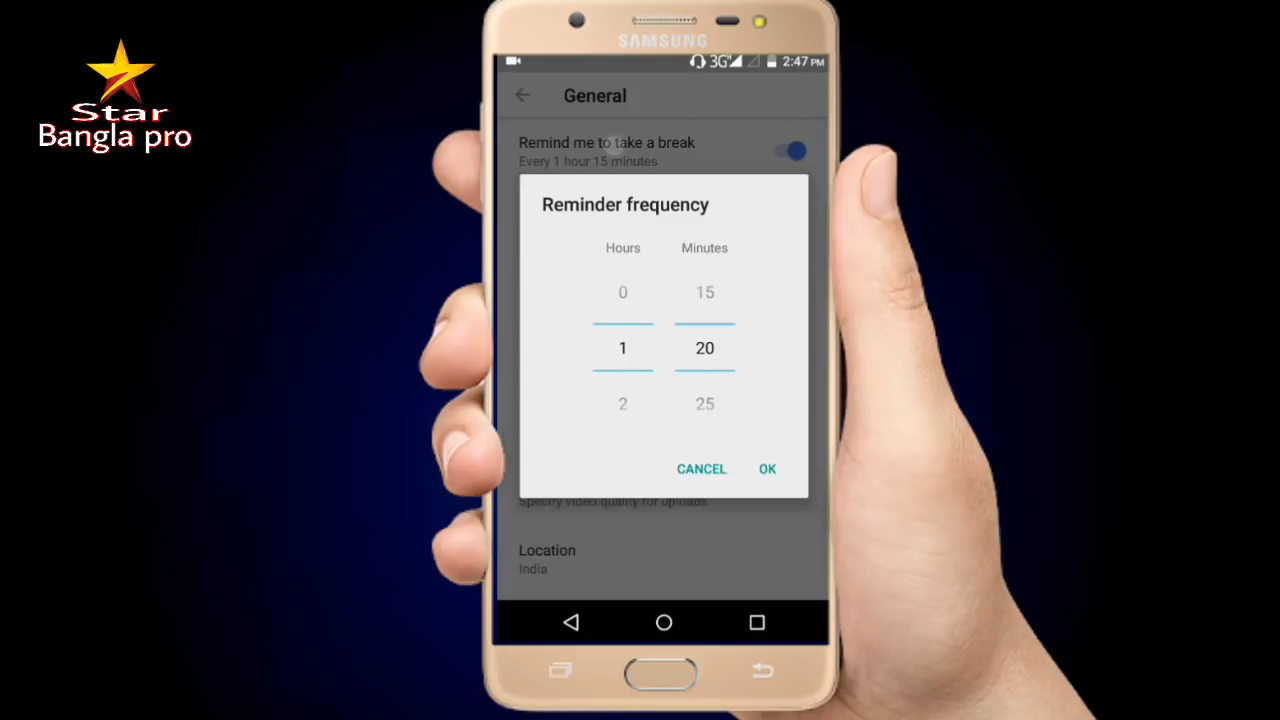 Star
Bangla pro
SAMSUNG
3G 2:47 PM
General
Remind me to take a break
Every 1 hour 15 minutes
Reminder frequency
Hours Minutes
0 15
1 20
2 25
CANCEL OK
Specify video quality for uploads
Location
India